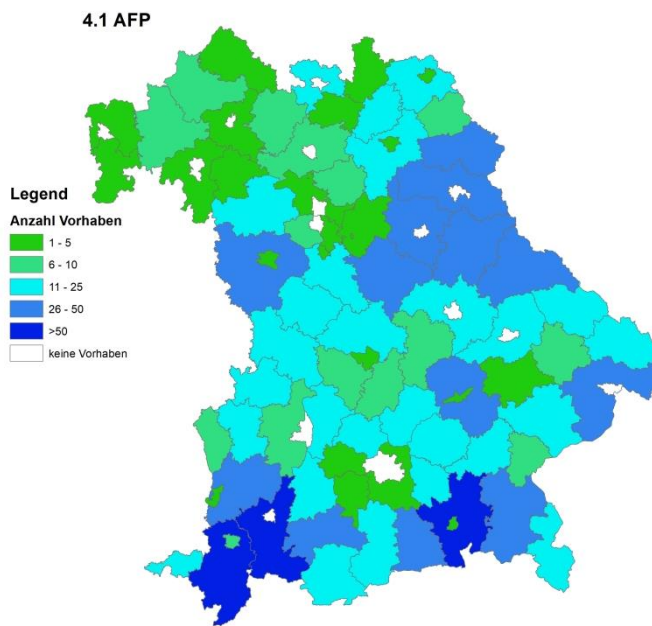 4.1 AFP
Legend
Anzahl Vorhaben
1 - 5
6 - 10
11 - 25
26 - 50
>50
keine Vorhaben